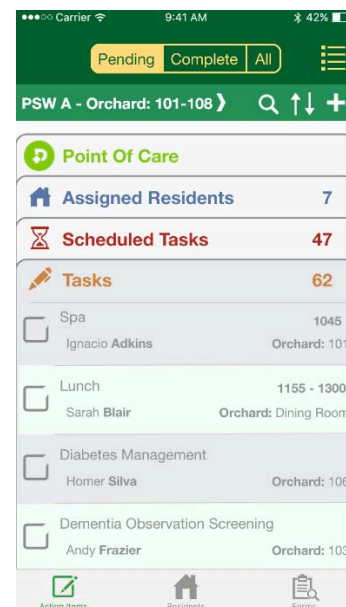 Carrier 9:41 AM 42%
Pending Complete All
PSW A - Orchard: 101-108 ❯
Point Of Care
Assigned Residents 7
Scheduled Tasks 47
Tasks 62
Spa 1045
Ignacio Adkins Orchard: 101
Lunch 1155 - 1300
Sarah Blair Orchard: Dining Room
Diabetes Management
Homer Silva Orchard: 106
Dementia Observation Screening
Andy Frazier Orchard: 103
Action Items Residents Forms